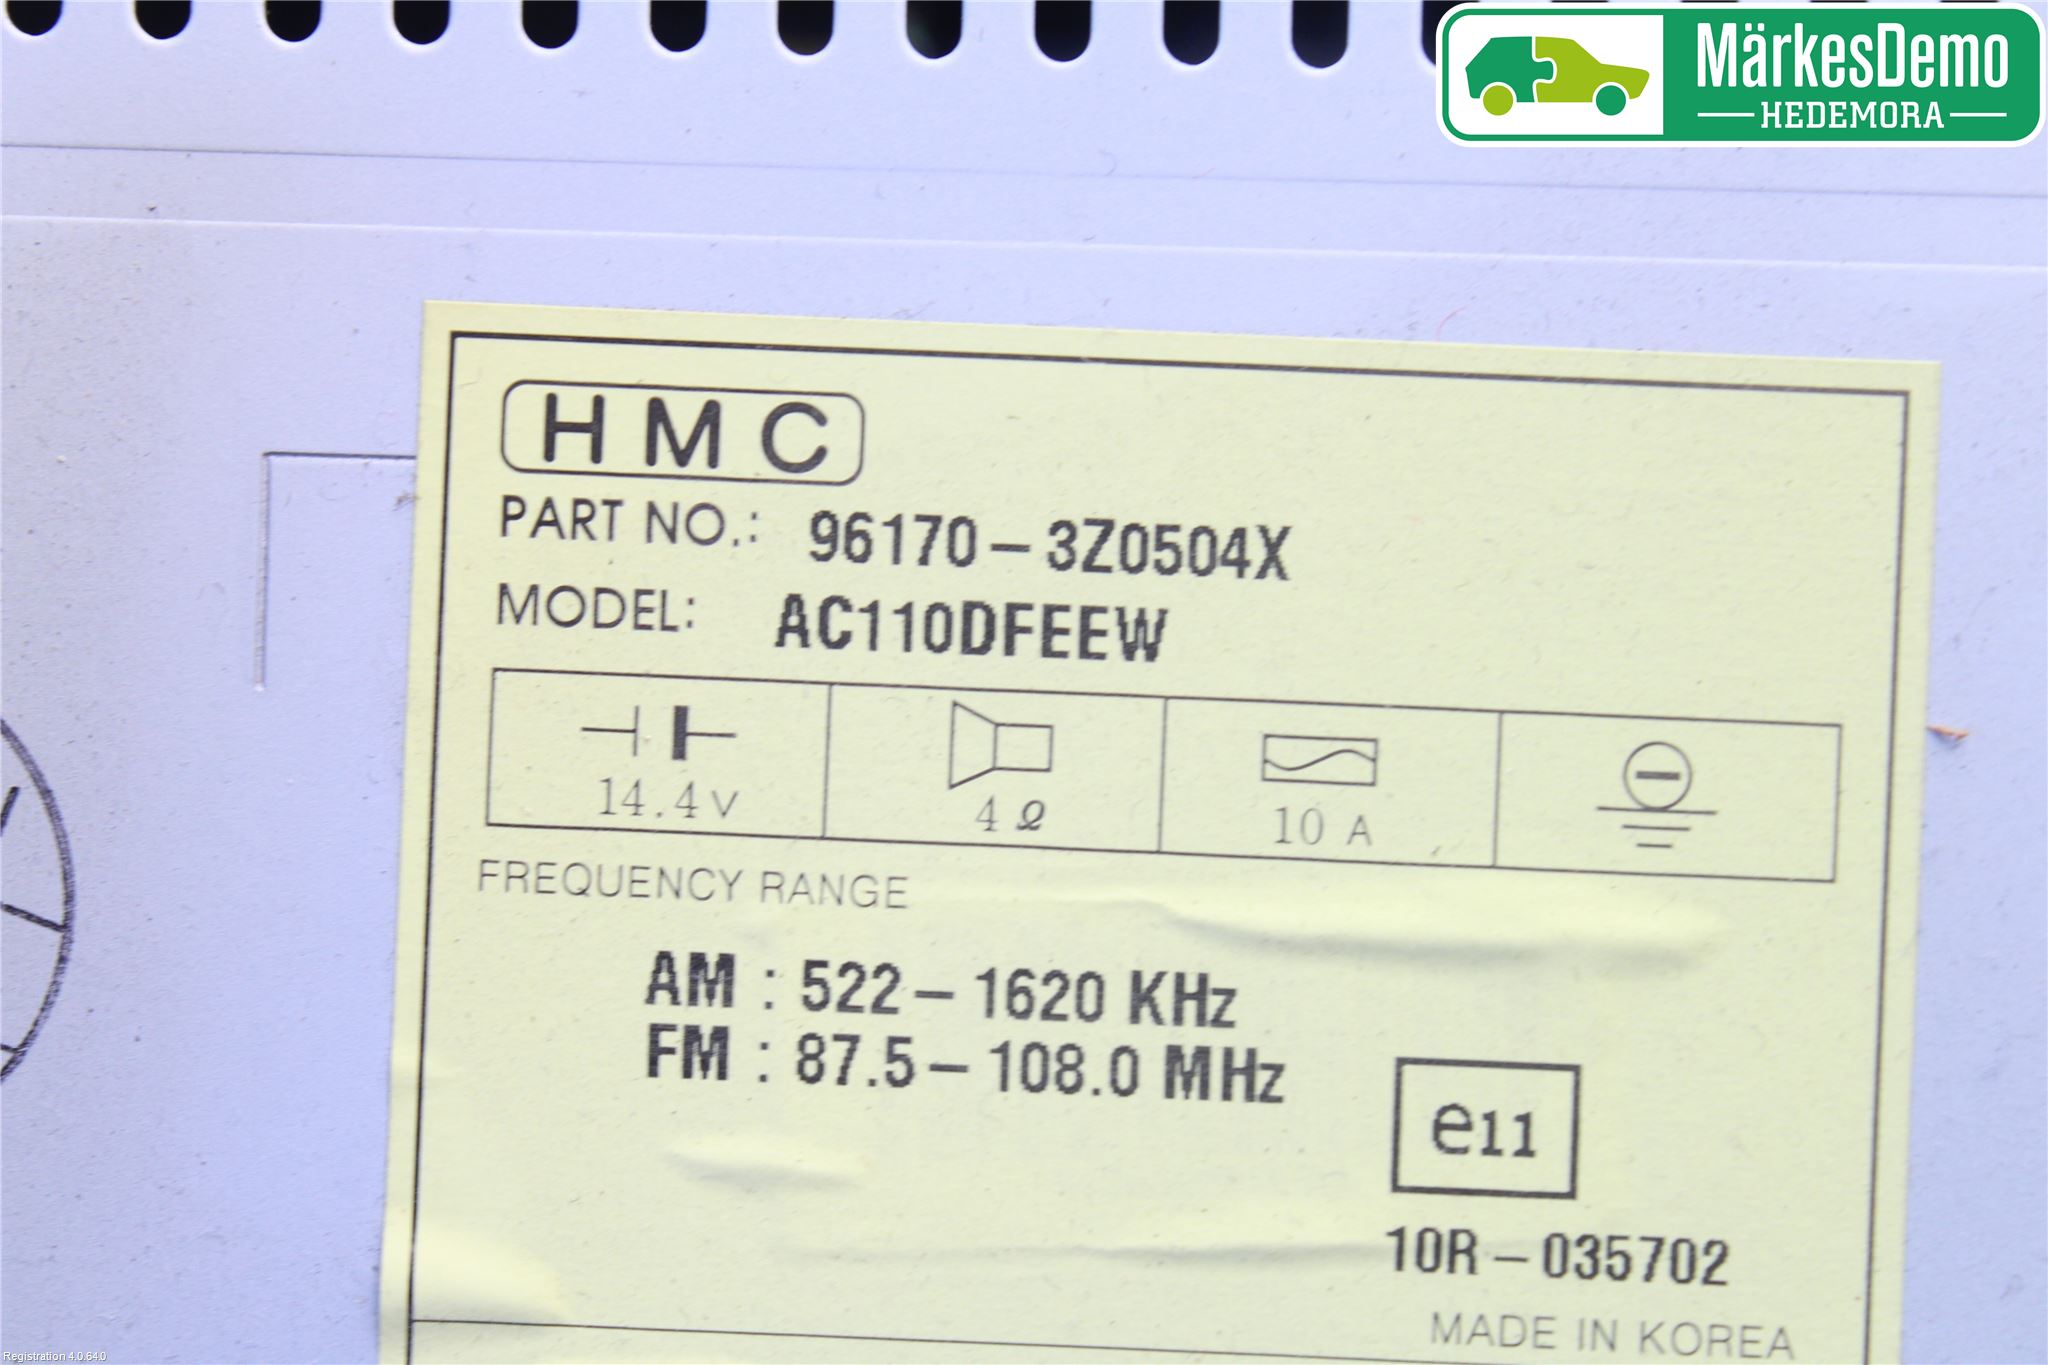 MärkesDemo
HEDEMORA
HMC
PART NO.: 96170-3Z0504X
MODEL: AC110DFEEW
14.4V 4Ω 10 A
FREQUENCY RANGE
AM : 522-1620 KHz
FM : 87.5-108.0 MHz
e11
10R-035702
MADE IN KOREA
Registration 4.0.64.0